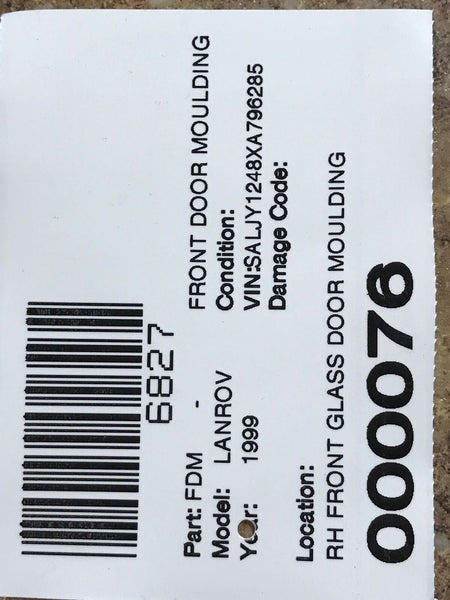 6827
Part: FDM - FRONT DOOR MOULDING
Model: LANROV Condition:
Year: 1999 VIN:SALJY1248XA796285
Damage Code:
Location:
RH FRONT GLASS DOOR MOULDING
000076